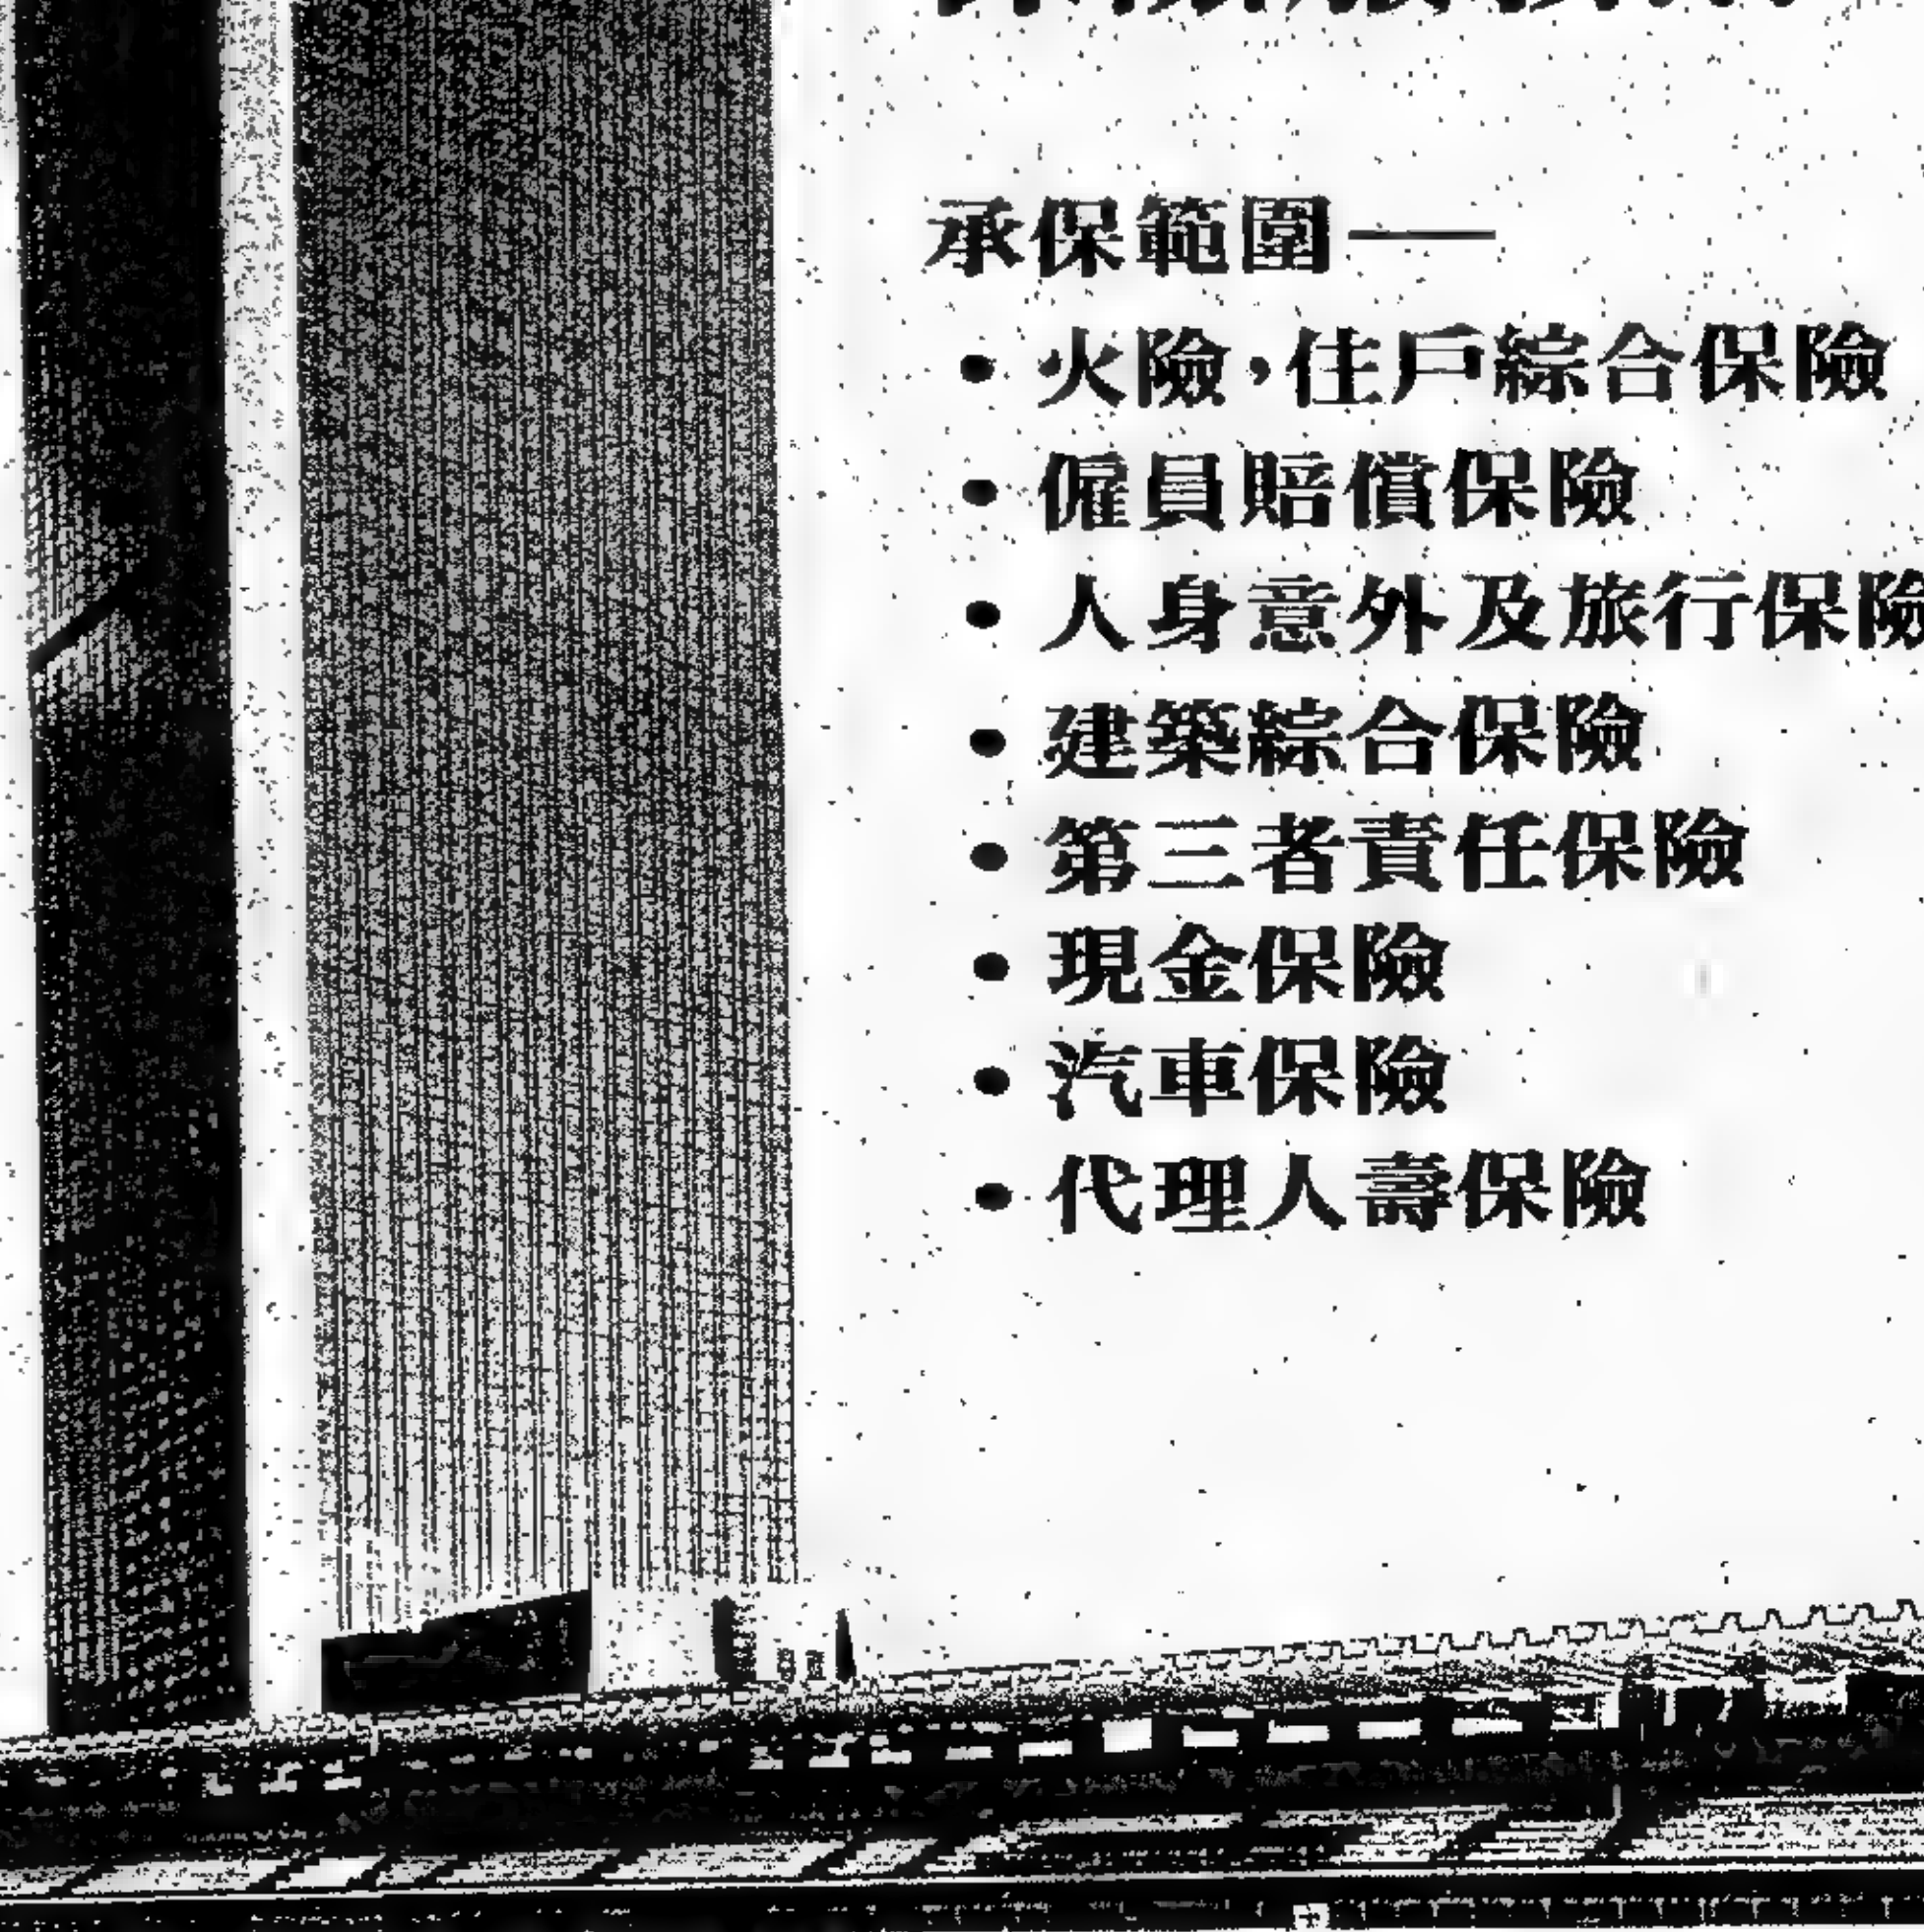 承保範圍——
• 火險，住戶綜合保險
• 僱員賠償保險
• 人身意外及旅行保險
• 建築綜合保險
• 第三者責任保險
• 現金保險
• 汽車保險
• 代理人壽保險